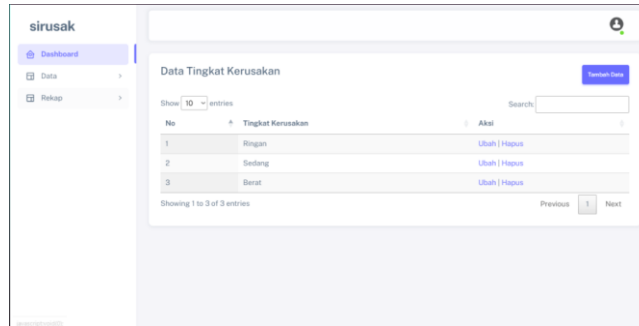 sirusak
Dashboard
Data
Rekap
Data Tingkat Kerusakan
Tambah Data
Show 10 entries
Search:
No Tingkat Kerusakan Aksi
1 Ringan Ubah | Hapus
2 Sedang Ubah | Hapus
3 Berat Ubah | Hapus
Showing 1 to 3 of 3 entries
Previous 1 Next